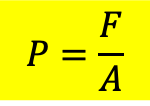 P = F/A